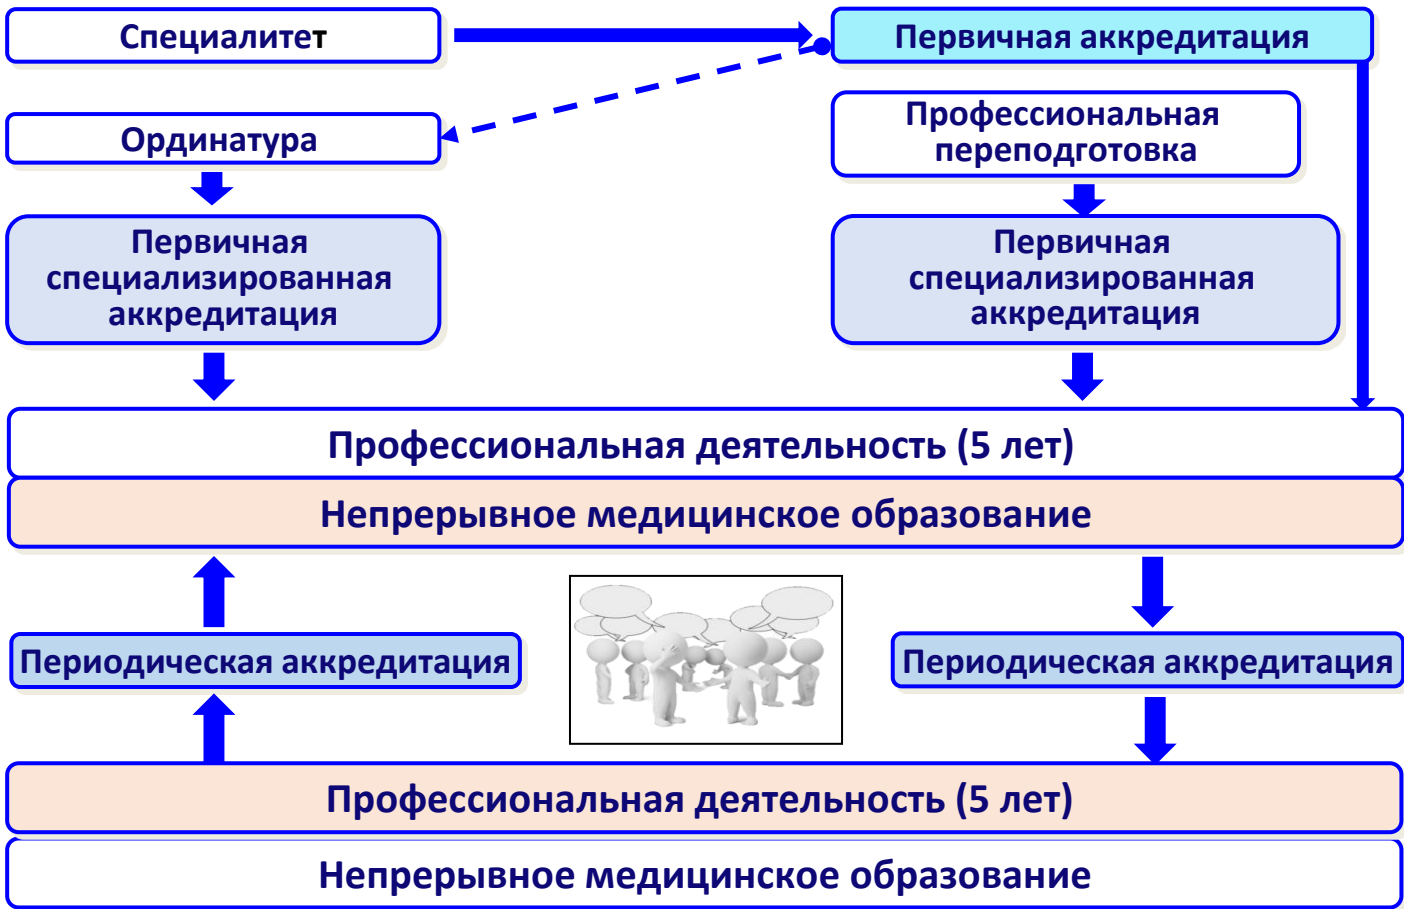 Специалитет
Первичная аккредитация
Ординатура
Профессиональная
переподготовка
Первичная
специализированная
аккредитация
Первичная
специализированная
аккредитация
Профессиональная деятельность (5 лет)
Непрерывное медицинское образование
Периодическая аккредитация
Периодическая аккредитация
Профессиональная деятельность (5 лет)
Непрерывное медицинское образование